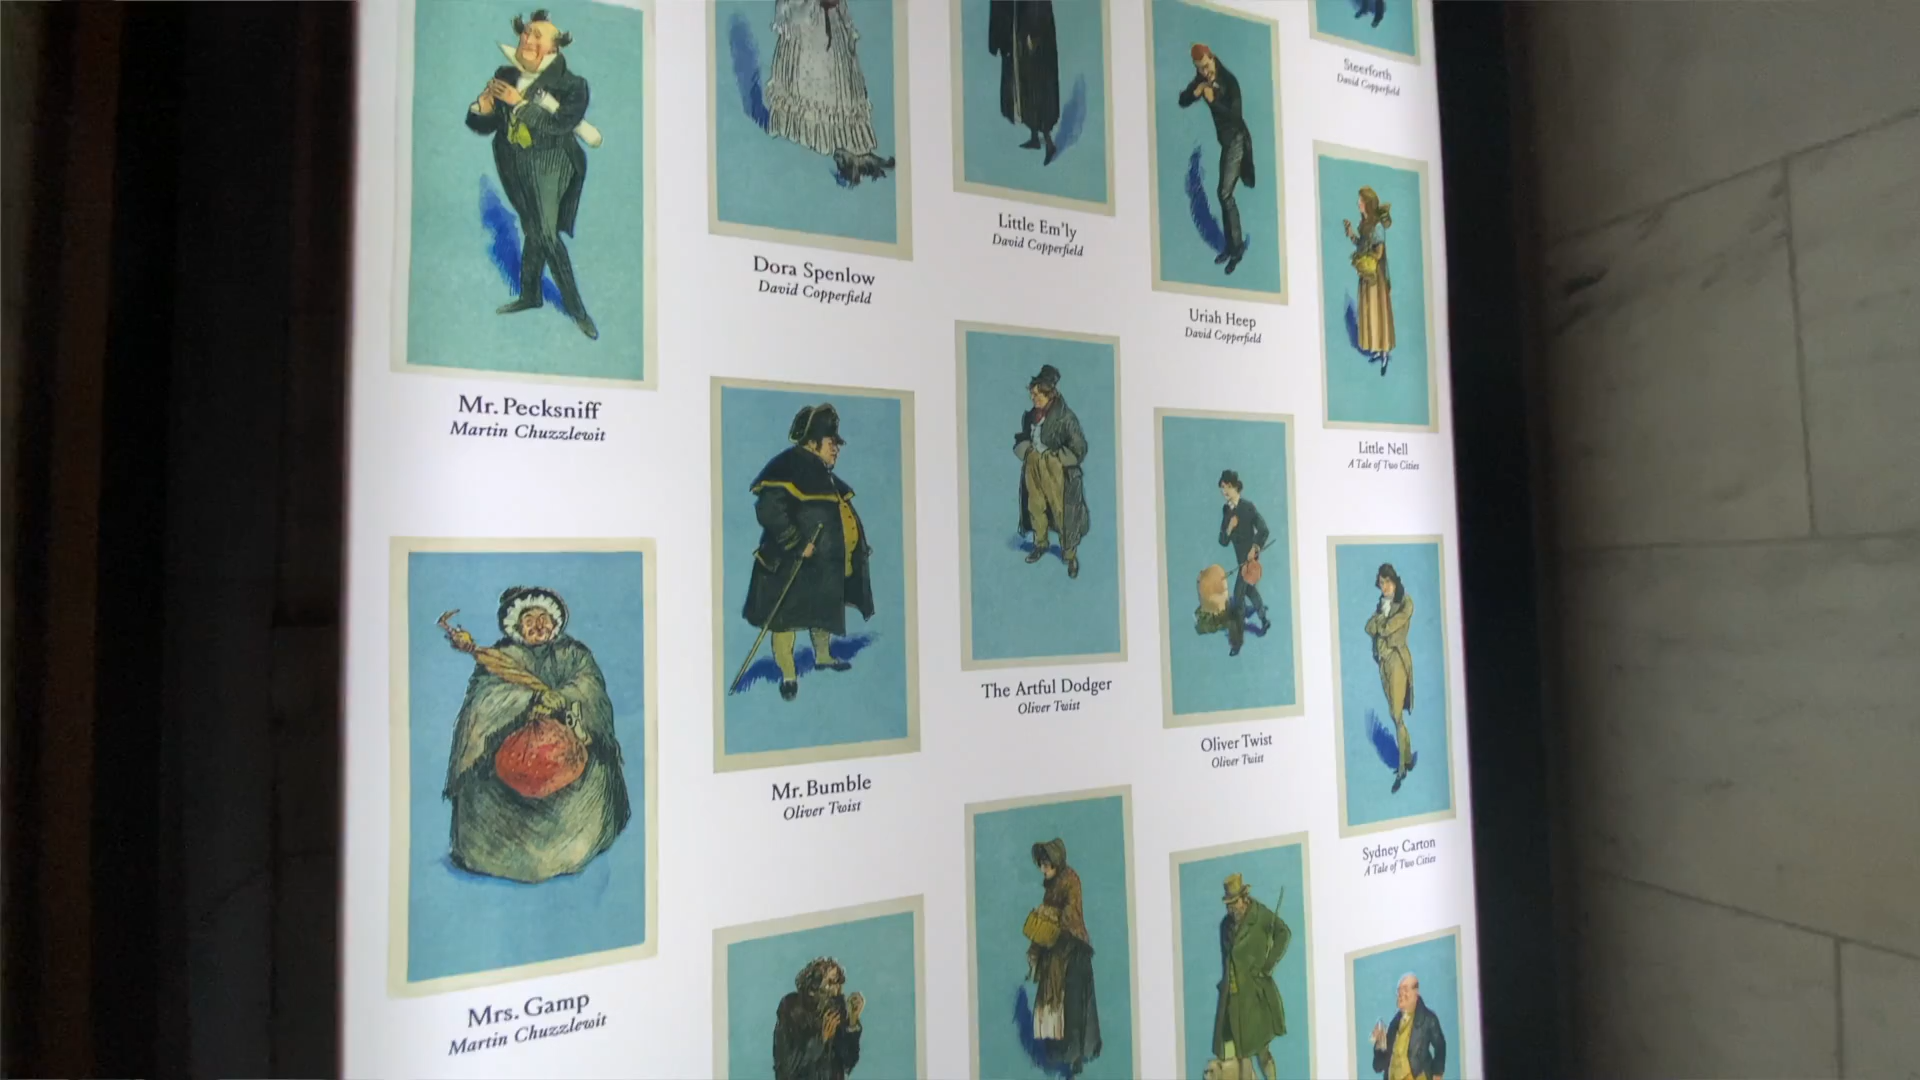 Mr. Pecksniff
Martin Chuzzlewit
Mrs. Gamp
Martin Chuzzlewit
Dora Spenlow
David Copperfield
Mr. Bumble
Oliver Twist
Little Em'ly
David Copperfield
The Artful Dodger
Oliver Twist
Uriah Heep
David Copperfield
Oliver Twist
Oliver Twist
Steerforth
David Copperfield
Little Nell
A Tale of Two Cities
Sydney Carton
A Tale of Two Cities